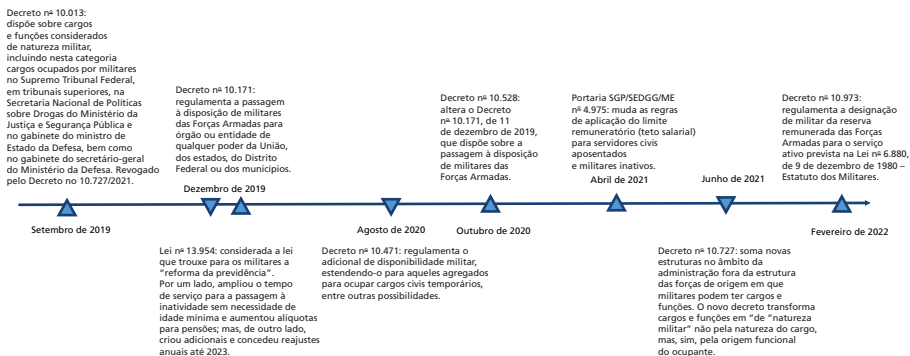 Decreto nº 10.013:
dispõe sobre cargos
e funções considerados
de natureza militar,
incluindo nesta categoria
cargos ocupados por militares
no Supremo Tribunal Federal,
em tribunais superiores, na
Secretaria Nacional de Políticas
sobre Drogas do Ministério da
Justiça e Segurança Pública e
no gabinete do ministro de
Estado da Defesa, bem como
no gabinete do secretário-geral
do Ministério da Defesa. Revogado
pelo Decreto no 10.727/2021.
Setembro de 2019
Decreto nº 10.171:
regulamenta a passagem
à disposição de militares
das Forças Armadas para
órgão ou entidade de
qualquer poder da União,
dos estados, do Distrito
Federal ou dos municípios.
Dezembro de 2019
Lei nº 13.954: considerada a lei
que trouxe para os militares a
“reforma da previdência”.
Por um lado, ampliou o tempo
de serviço para a passagem à
inatividade sem necessidade de
idade mínima e aumentou alíquotas
para pensões; mas, de outro lado,
criou adicionais e concedeu reajustes
anuais até 2023.
Agosto de 2020
Decreto nº 10.471: regulamenta o
adicional de disponibilidade militar,
estendendo-o para aqueles agregados
para ocupar cargos civis temporários,
entre outras possibilidades.
Decreto nº 10.528:
altera o Decreto
nº 10.171, de 11
de dezembro de 2019,
que dispõe sobre a
passagem à disposição
de militares das
Forças Armadas.
Outubro de 2020
Portaria SGP/SEDGG/ME
nº 4.975: muda as regras
de aplicação do limite
remuneratório (teto salarial)
para servidores civis
aposentados
e militares inativos.
Abril de 2021
Junho de 2021
Decreto nº 10.727: soma novas
estruturas no âmbito da
administração fora da estrutura
das forças de origem em que
militares podem ter cargos e
funções. O novo decreto transforma
cargos e funções em “de “natureza
militar” não pela natureza do cargo,
mas, sim, pela origem funcional
do ocupante.
Decreto nº 10.973:
regulamenta a designação
de militar da reserva
remunerada das Forças
Armadas para o serviço
ativo prevista na Lei nº 6.880,
de 9 de dezembro de 1980 –
Estatuto dos Militares.
Fevereiro de 2022